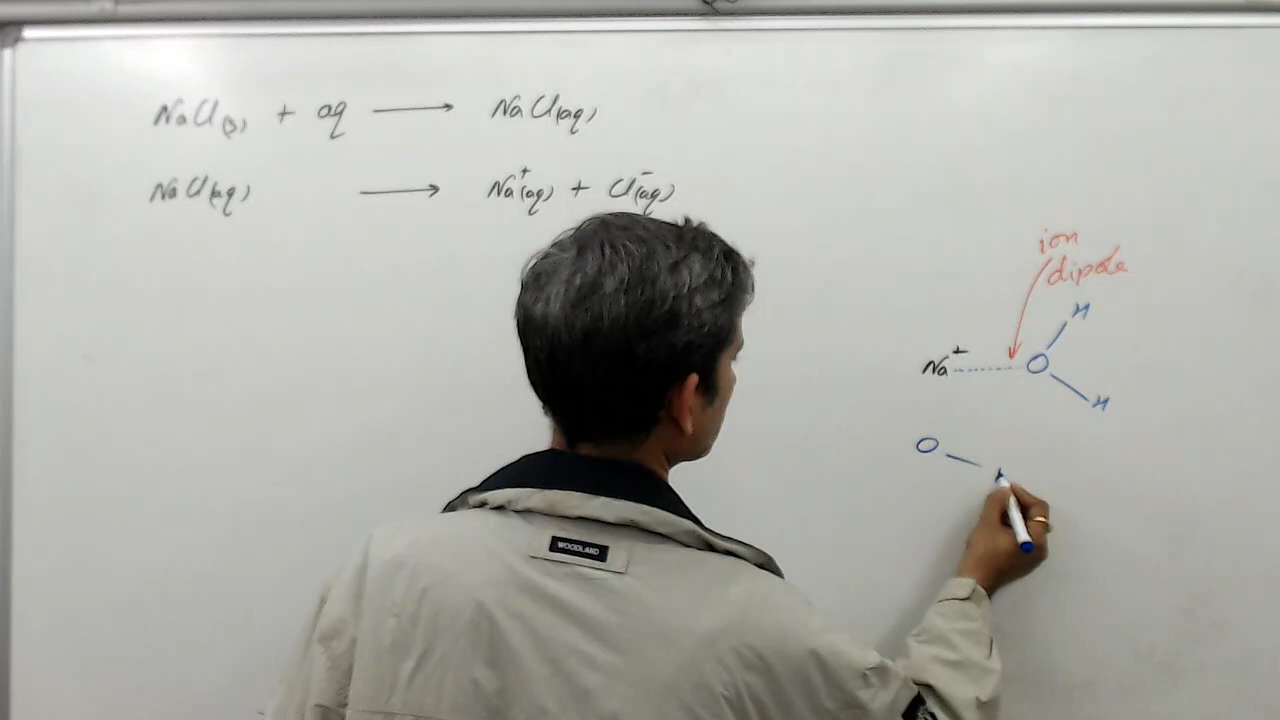 NaCl(s) + aq ⟶ NaCl(aq)
NaCl(aq) ⟶ Na⁺(aq) + Cl⁻(aq)
ion
dipole
H
Na⁺ ------ O
H
O
WOODLAND